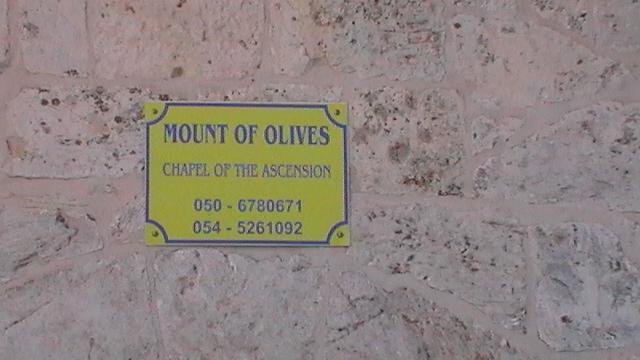 MOUNT OF OLIVES
CHAPEL OF THE ASCENSION
050 - 6780671
054 - 5261092